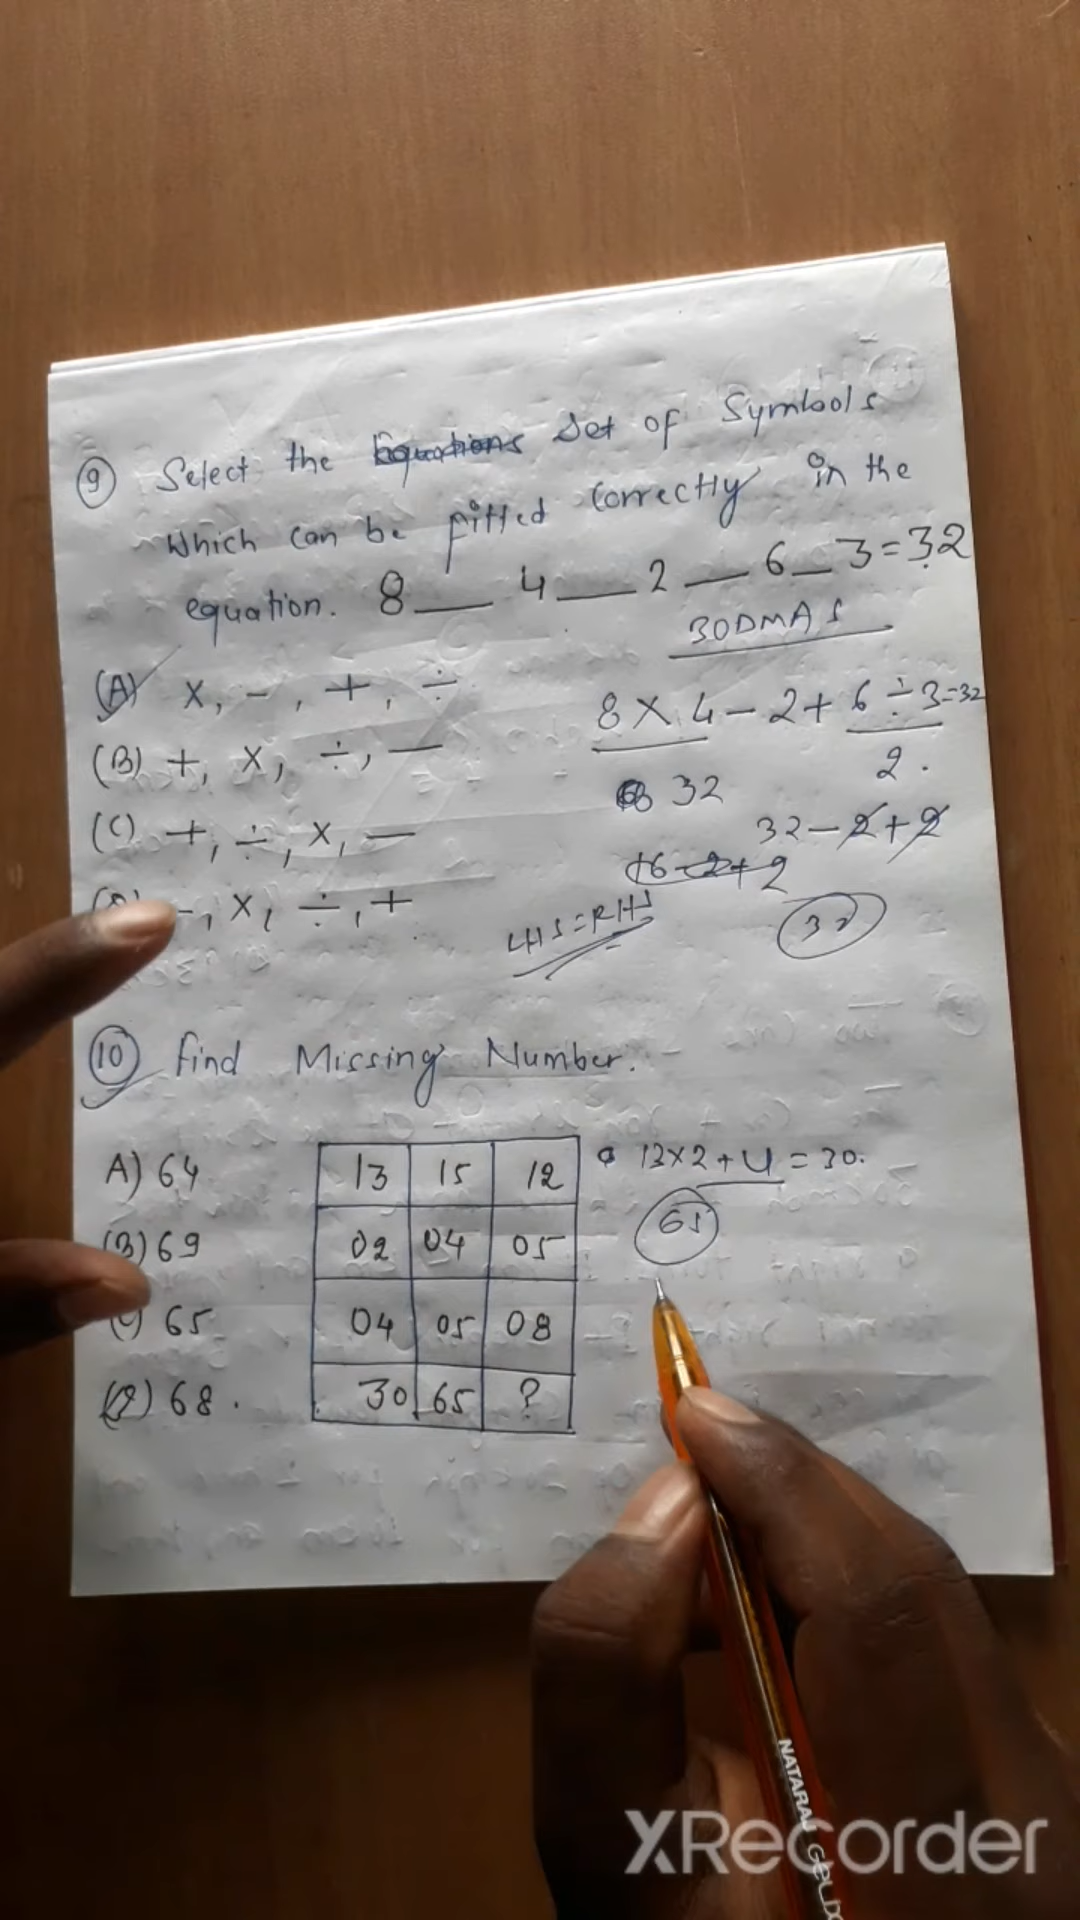 9 Select the Equations Set of Symbols
Which can be fitted correctly in the
equation. 8 __ 4 __ 2 __ 6 __ 3 = 32
BODMAS
(A) ×, −, +, ÷
8 × 4 − 2 + 6 ÷ 3 = 32
(B) +, ×, ÷, −
32
2.
(C) +, ÷, ×, −
32 − 2 + 2
16 − 2 + 2
−, ×, ÷, +
LHS = RHS
32
10 Find Missing Number.
A) 64
13 15 12
13×2+4 = 30.
(B) 69
02 04 05
65
(C) 65
04 05 08
(D) 68.
30 65 ?
NATARAJ
XRecorder